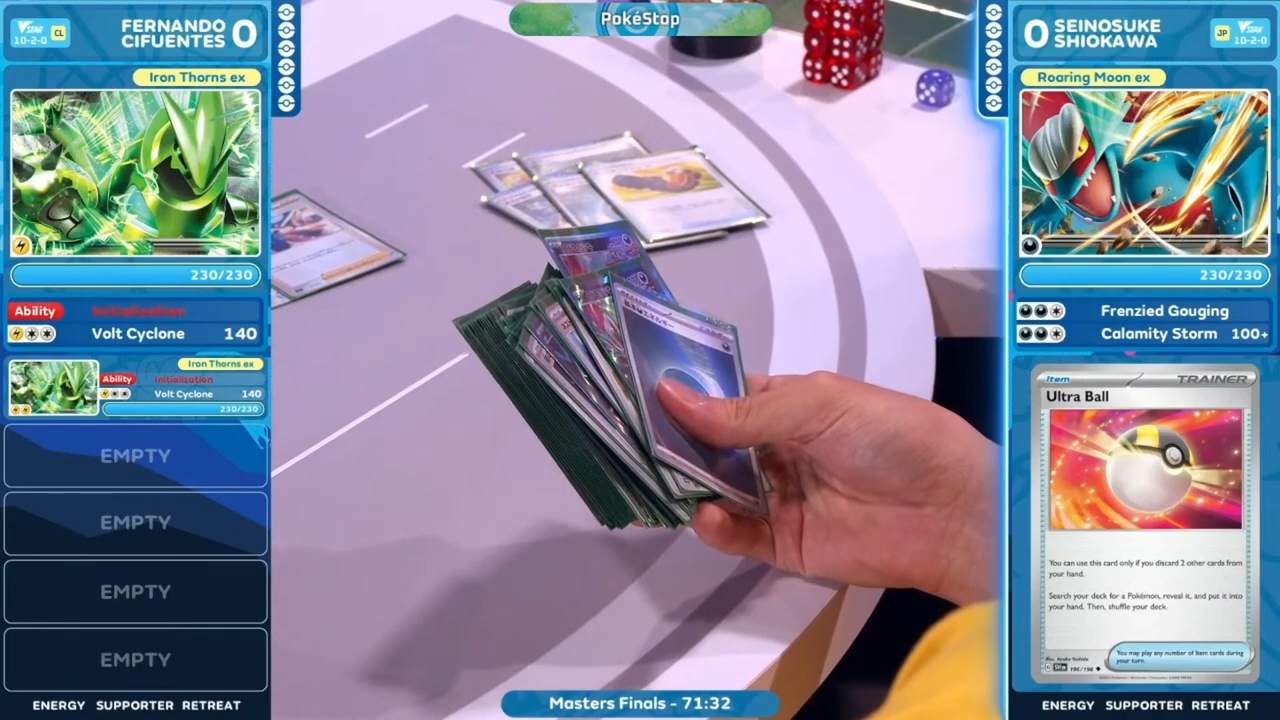 VSTAR
10-2-0
CL
FERNANDO
CIFUENTES
0
Iron Thorns ex
230/230
Ability Initialization
Volt Cyclone 140
Iron Thorns ex
Ability Initialization
Volt Cyclone 140
230/230
EMPTY
EMPTY
EMPTY
EMPTY
ENERGY SUPPORTER RETREAT
PokéStop
Masters Finals - 71:32
0
SEINOSUKE
SHIOKAWA
JP
VSTAR
10-2-0
Roaring Moon ex
230/230
Frenzied Gouging
Calamity Storm 100+
Item
TRAINER
Ultra Ball
You can use this card only if you discard 2 other cards from
your hand.
Search your deck for a Pokémon, reveal it, and put it into
your hand. Then, shuffle your deck.
You may play any number of Item cards during
your turn.
196/198
ENERGY SUPPORTER RETREAT